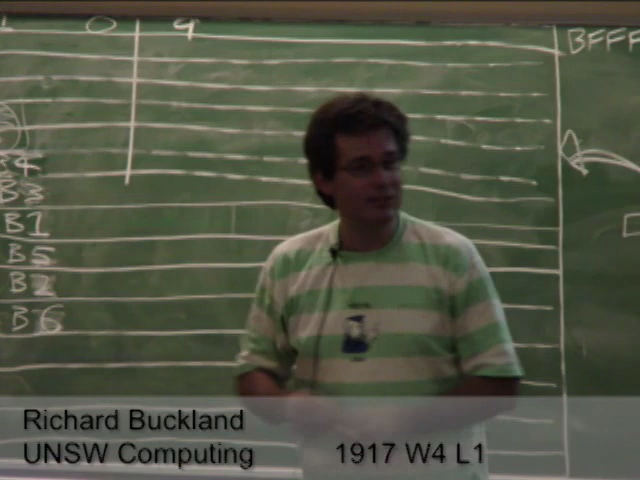 0 9
BFFF
B3
B1
B5
B2
B6
Richard Buckland
UNSW Computing 1917 W4 L1